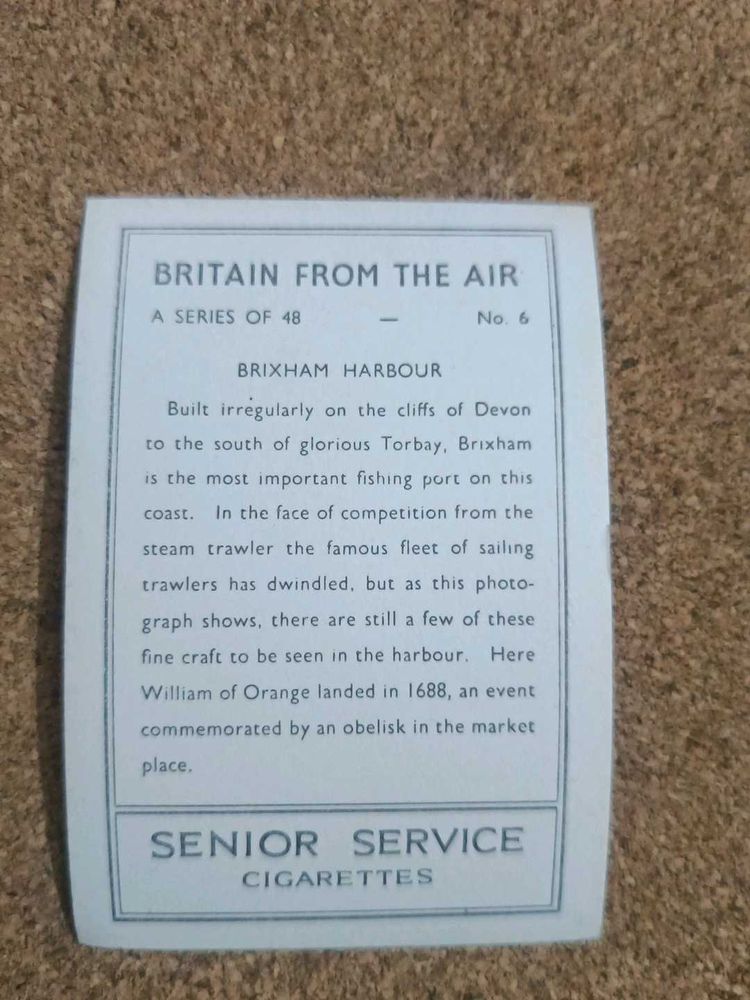 BRITAIN FROM THE AIR
A SERIES OF 48 — No. 6
BRIXHAM HARBOUR
Built irregularly on the cliffs of Devon
to the south of glorious Torbay, Brixham
is the most important fishing port on this
coast. In the face of competition from the
steam trawler the famous fleet of sailing
trawlers has dwindled, but as this photo-
graph shows, there are still a few of these
fine craft to be seen in the harbour. Here
William of Orange landed in 1688, an event
commemorated by an obelisk in the market
place.
SENIOR SERVICE
CIGARETTES